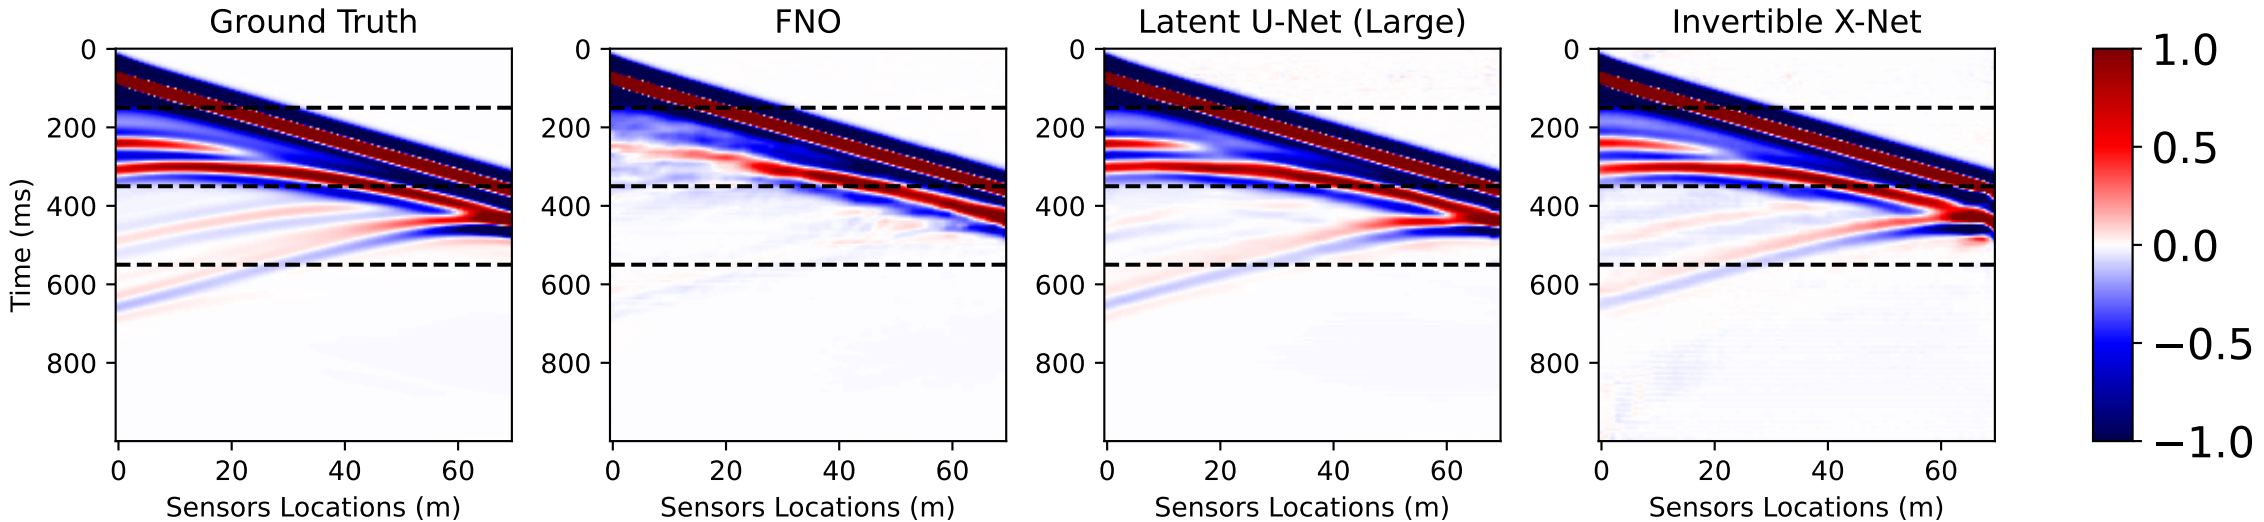 Ground Truth
FNO
Latent U-Net (Large)
Invertible X-Net
0
200
400
600
800
Time (ms)
0 20 40 60
Sensors Locations (m)
0
200
400
600
800
0 20 40 60
Sensors Locations (m)
0
200
400
600
800
0 20 40 60
Sensors Locations (m)
0
200
400
600
800
0 20 40 60
Sensors Locations (m)
1.0
0.5
0.0
−0.5
−1.0